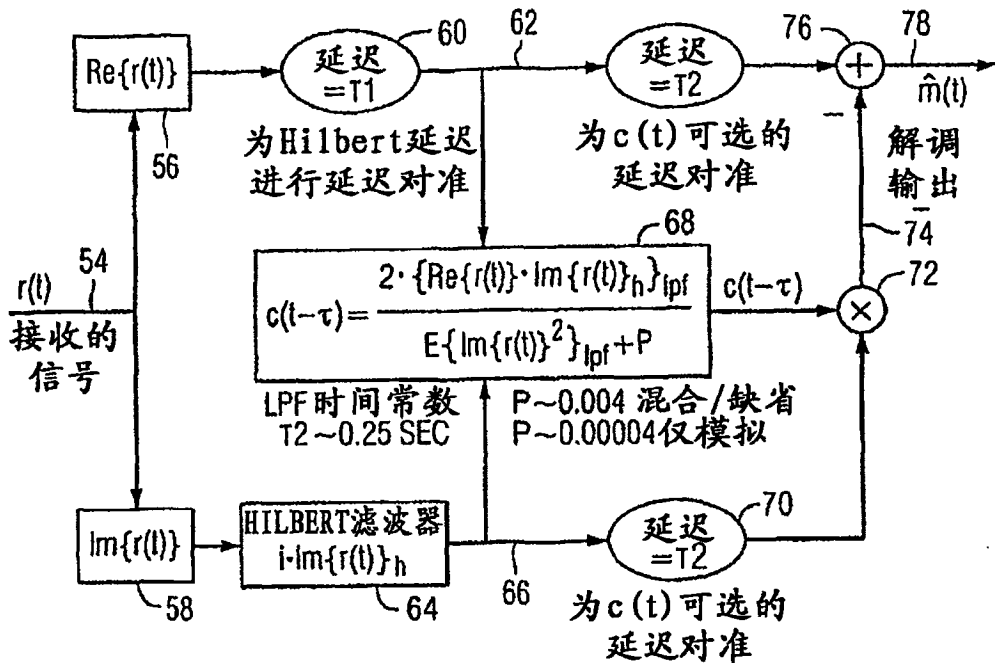 60
62
76
78
Re{r(t)}
延迟
=T1
延迟
=T2
+
m̂(t)
56
为Hilbert延迟
进行延迟对准
为c(t)可选的
延迟对准
−
解调
输出
74
54
r(t)
接收的
信号
68
c(t-τ)= 2·{Re{r(t)}·Im{r(t)}h}lpf / E{Im{r(t)}²}lpf+P
c(t-τ)
72
×
LPF时间常数
T2~0.25 SEC
P~0.004 混合/缺省
P~0.00004仅模拟
Im{r(t)}
58
HILBERT滤波器
i·Im{r(t)}h
64
66
延迟
=T2
70
为c(t)可选的
延迟对准